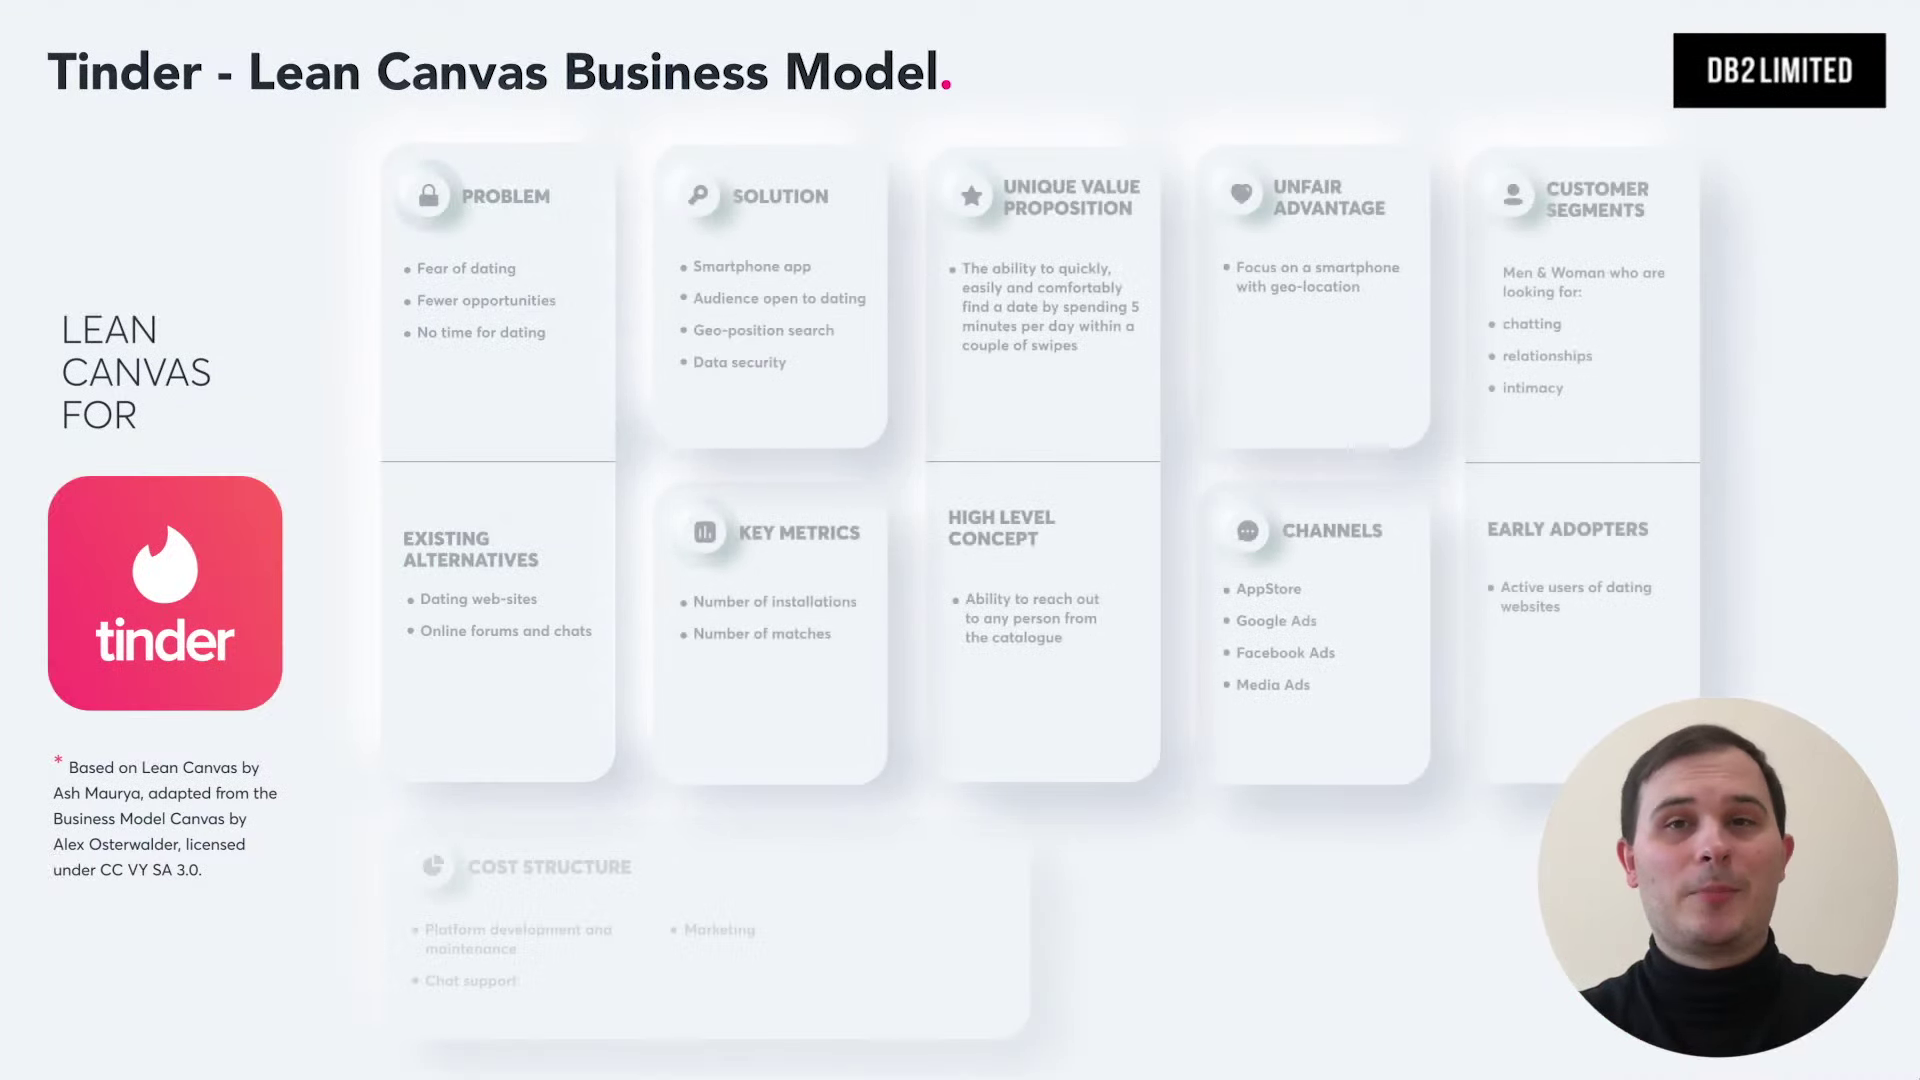 Tinder - Lean Canvas Business Model.
DB2 LIMITED
LEAN
CANVAS
FOR
tinder
* Based on Lean Canvas by
Ash Maurya, adapted from the
Business Model Canvas by
Alex Osterwalder, licensed
under CC VY SA 3.0.
PROBLEM
• Fear of dating
• Fewer opportunities
• No time for dating
EXISTING
ALTERNATIVES
• Dating web-sites
• Online forums and chats
SOLUTION
• Smartphone app
• Audience open to dating
• Geo-position search
• Data security
KEY METRICS
• Number of installations
• Number of matches
UNIQUE VALUE
PROPOSITION
• The ability to quickly,
easily and comfortably
find a date by spending 5
minutes per day within a
couple of swipes
HIGH LEVEL
CONCEPT
• Ability to reach out
to any person from
the catalogue
UNFAIR
ADVANTAGE
• Focus on a smartphone
with geo-location
CHANNELS
• AppStore
• Google Ads
• Facebook Ads
• Media Ads
CUSTOMER
SEGMENTS
Men & Woman who are
looking for:
• chatting
• relationships
• intimacy
EARLY ADOPTERS
• Active users of dating
websites
COST STRUCTURE
• Platform development and
maintenance
• Chat support
• Marketing